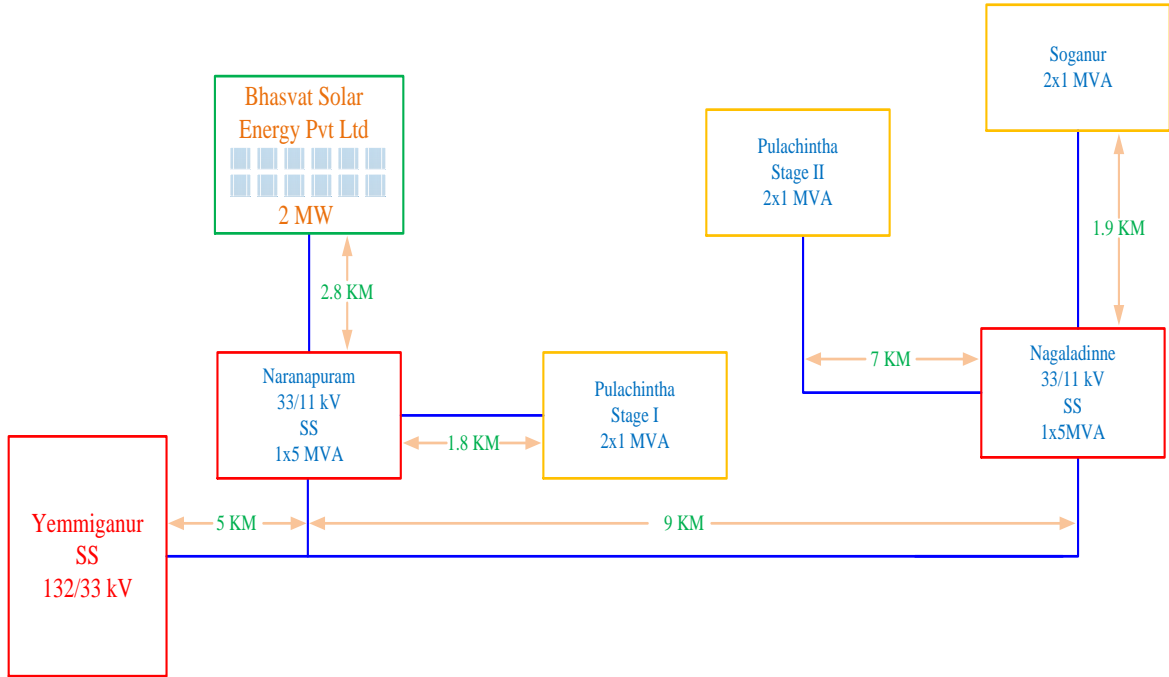 Soganur
2x1 MVA
Bhasvat Solar
Energy Pvt Ltd
2 MW
Pulachintha
Stage II
2x1 MVA
1.9 KM
2.8 KM
7 KM
Nagaladinne
33/11 kV
SS
1x5MVA
Naranapuram
33/11 kV
SS
1x5 MVA
Pulachintha
Stage I
2x1 MVA
1.8 KM
Yemmiganur
SS
132/33 kV
5 KM
9 KM